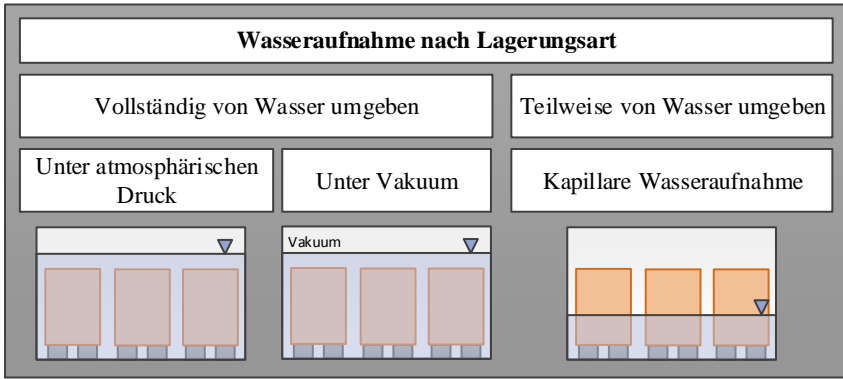 Wasseraufnahme nach Lagerungsart
Vollständig von Wasser umgeben
Teilweise von Wasser umgeben
Unter atmosphärischen
Druck
Unter Vakuum
Kapillare Wasseraufnahme
Vakuum